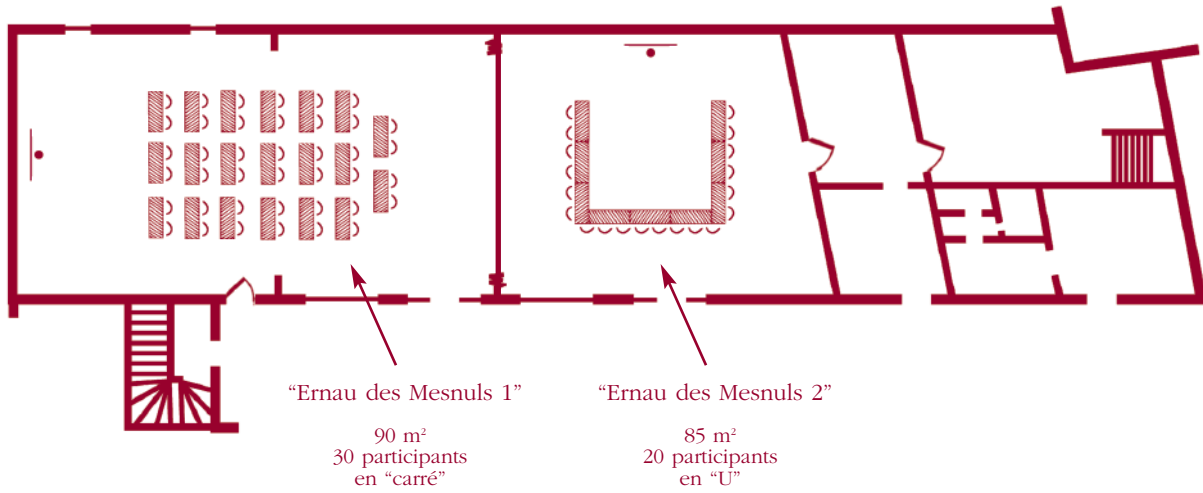 “Ernau des Mesnuls 1”
90 m²
30 participants
en “carré”
“Ernau des Mesnuls 2”
85 m²
20 participants
en “U”